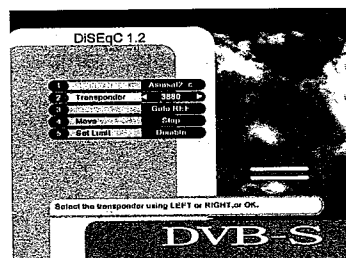 DiSEqC 1.2
1 Asiasat2_c
2 Transponder 3880
3 Goto REF
4 Move Stop
5 Set Limit Disable
Select the transponder using LEFT or RIGHT,or OK.
DVB-S